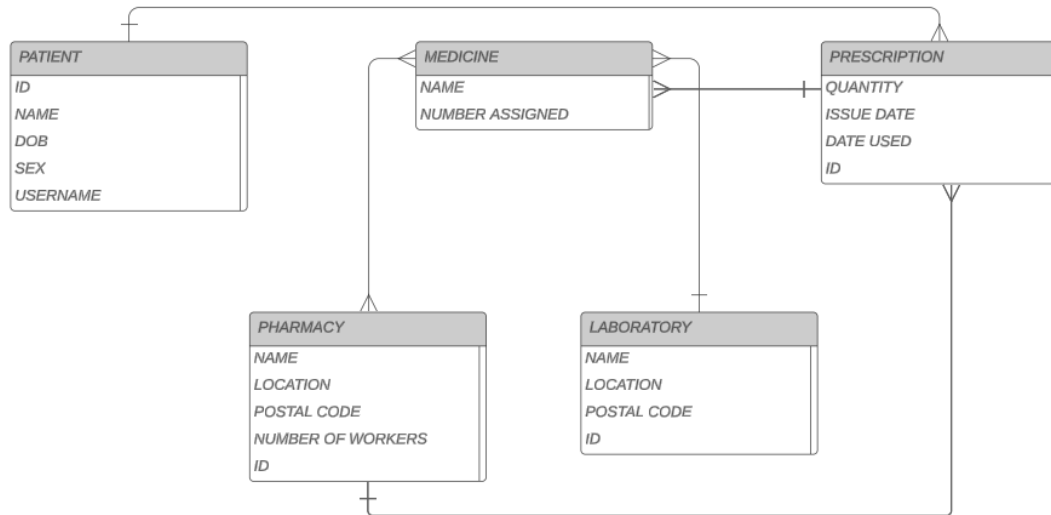 PATIENT
ID
NAME
DOB
SEX
USERNAME
MEDICINE
NAME
NUMBER ASSIGNED
PRESCRIPTION
QUANTITY
ISSUE DATE
DATE USED
ID
PHARMACY
NAME
LOCATION
POSTAL CODE
NUMBER OF WORKERS
ID
LABORATORY
NAME
LOCATION
POSTAL CODE
ID